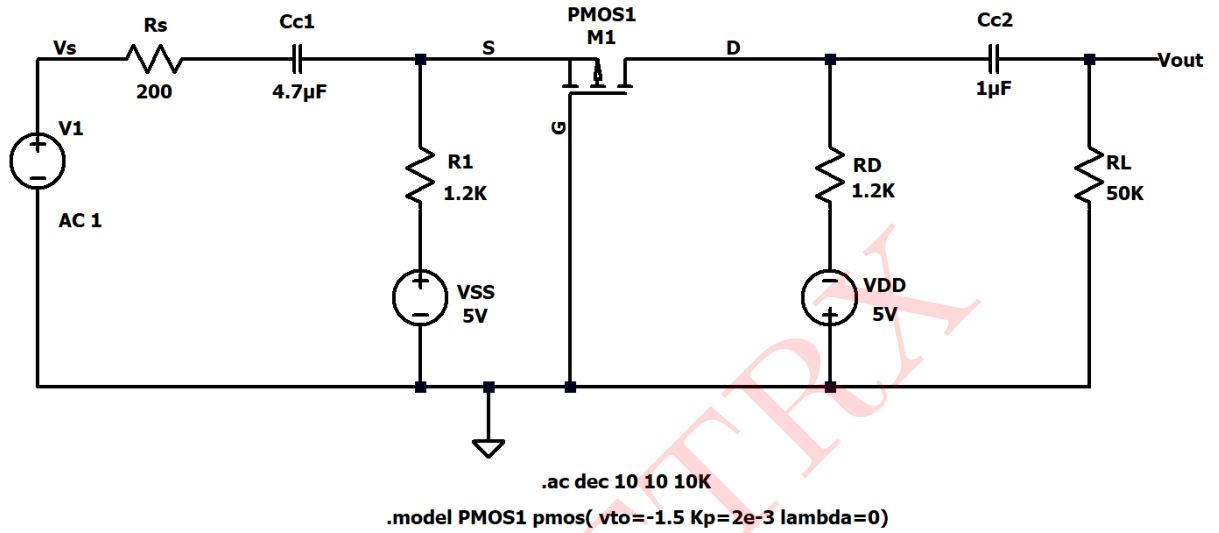 PMOS1
Rs
Cc1
M1
Cc2
Vs
S
D
Vout
200
4.7µF
1µF
V1
G
R1
1.2K
RD
1.2K
RL
50K
AC 1
VSS
5V
VDD
5V
.ac dec 10 10 10K
.model PMOS1 pmos( vto=-1.5 Kp=2e-3 lambda=0)
TRX